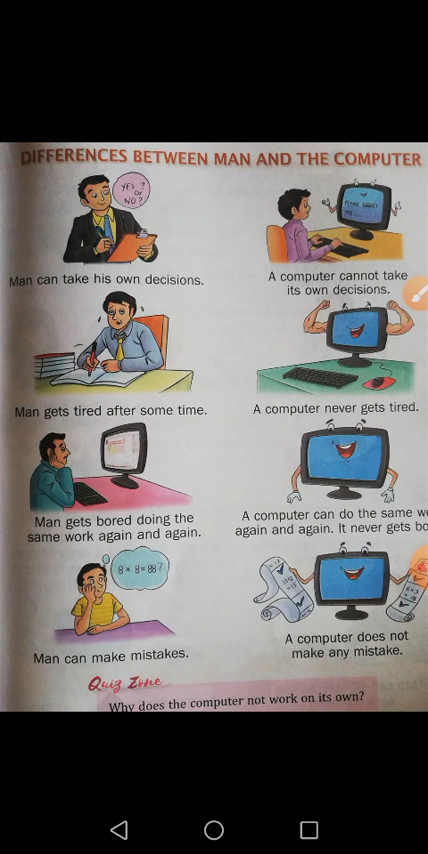 DIFFERENCES BETWEEN MAN AND THE COMPUTER
YES ?
or
NO ?
Man can take his own decisions.
A computer cannot take
its own decisions.
Man gets tired after some time.
A computer never gets tired.
Man gets bored doing the
same work again and again.
A computer can do the same
again and again. It never gets
8 × 8 = 88?
Man can make mistakes.
A computer does not
make any mistake.
Quiz Zone
Why does the computer not work on its own?